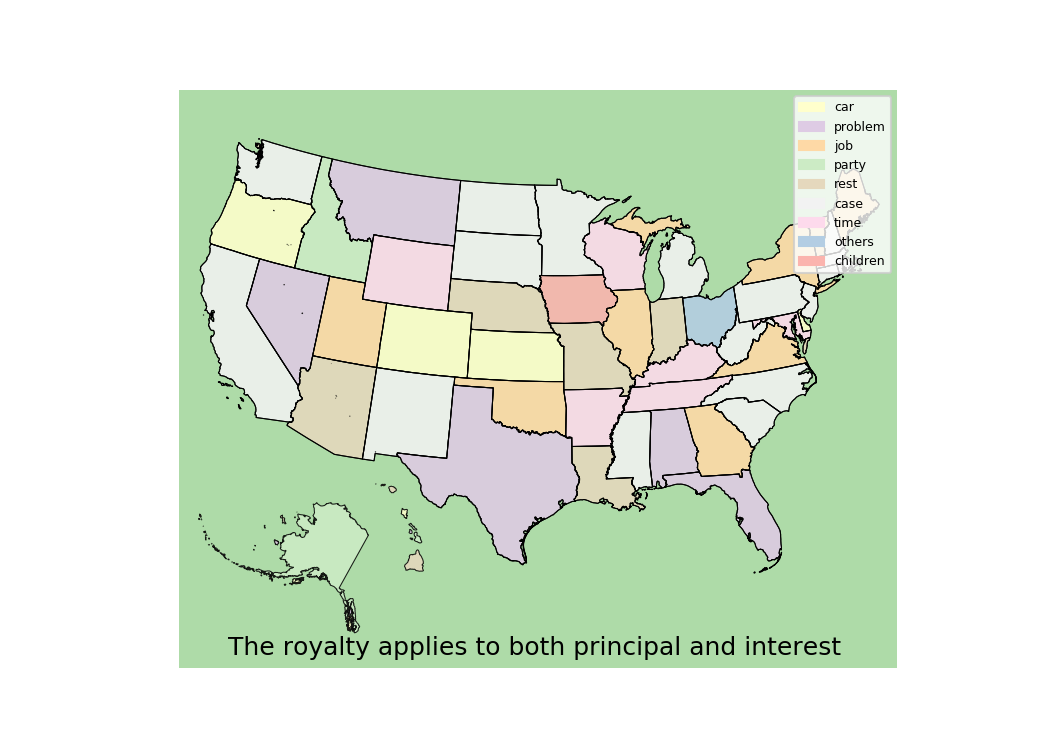 car
problem
job
party
rest
case
time
others
children
The royalty applies to both principal and interest